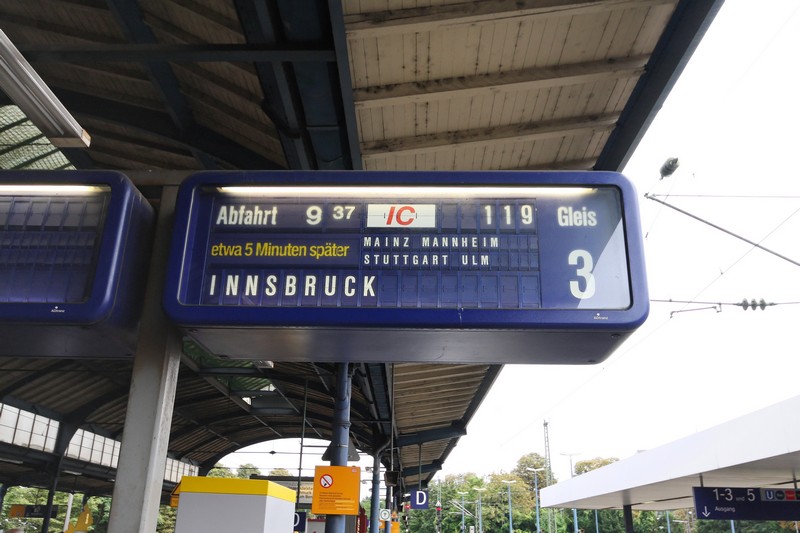 Abfahrt 9 37 IC 119 Gleis
etwa 5 Minuten später
MAINZ MANNHEIM
STUTTGART ULM
INNSBRUCK
3
D
D
1-3 und 5 U
Ausgang